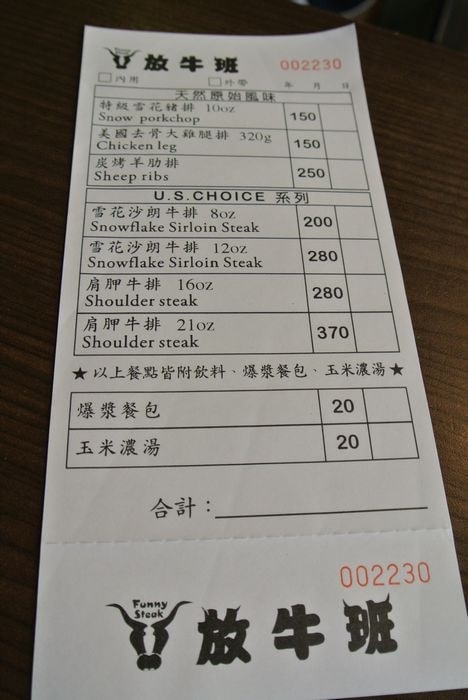 放牛班 002230
內用 外帶 年 月 日
天然原始風味
特級雪花豬排 10oz
Snow porkchop 150
美國去骨大雞腿排 320g
Chicken leg 150
炭烤羊肋排
Sheep ribs 250
U.S.CHOICE 系列
雪花沙朗牛排 8oz
Snowflake Sirloin Steak 200
雪花沙朗牛排 12oz
Snowflake Sirloin Steak 280
肩胛牛排 16oz
Shoulder steak 280
肩胛牛排 21oz
Shoulder steak 370
★以上餐點皆附飲料、爆漿餐包、玉米濃湯★
爆漿餐包 20
玉米濃湯 20
合計：
002230
Funny
Steak
放牛班